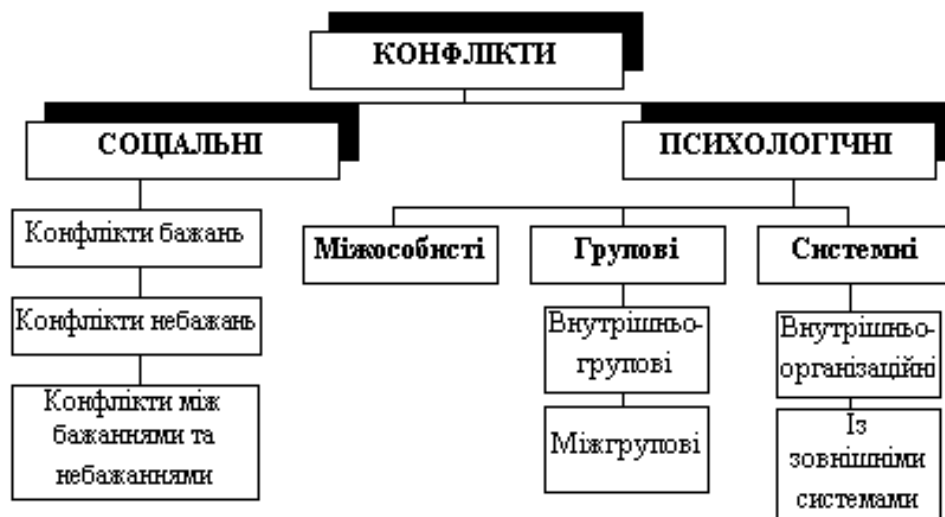 КОНФЛІКТИ
СОЦІАЛЬНІ
ПСИХОЛОГІЧНІ
Конфлікти бажань
Конфлікти небажань
Конфлікти між
бажаннями та
небажаннями
Міжособисті
Групові
Системні
Внутрішньо-
групові
Міжгрупові
Внутрішньо-
організаційні
Із
зовнішніми
системами